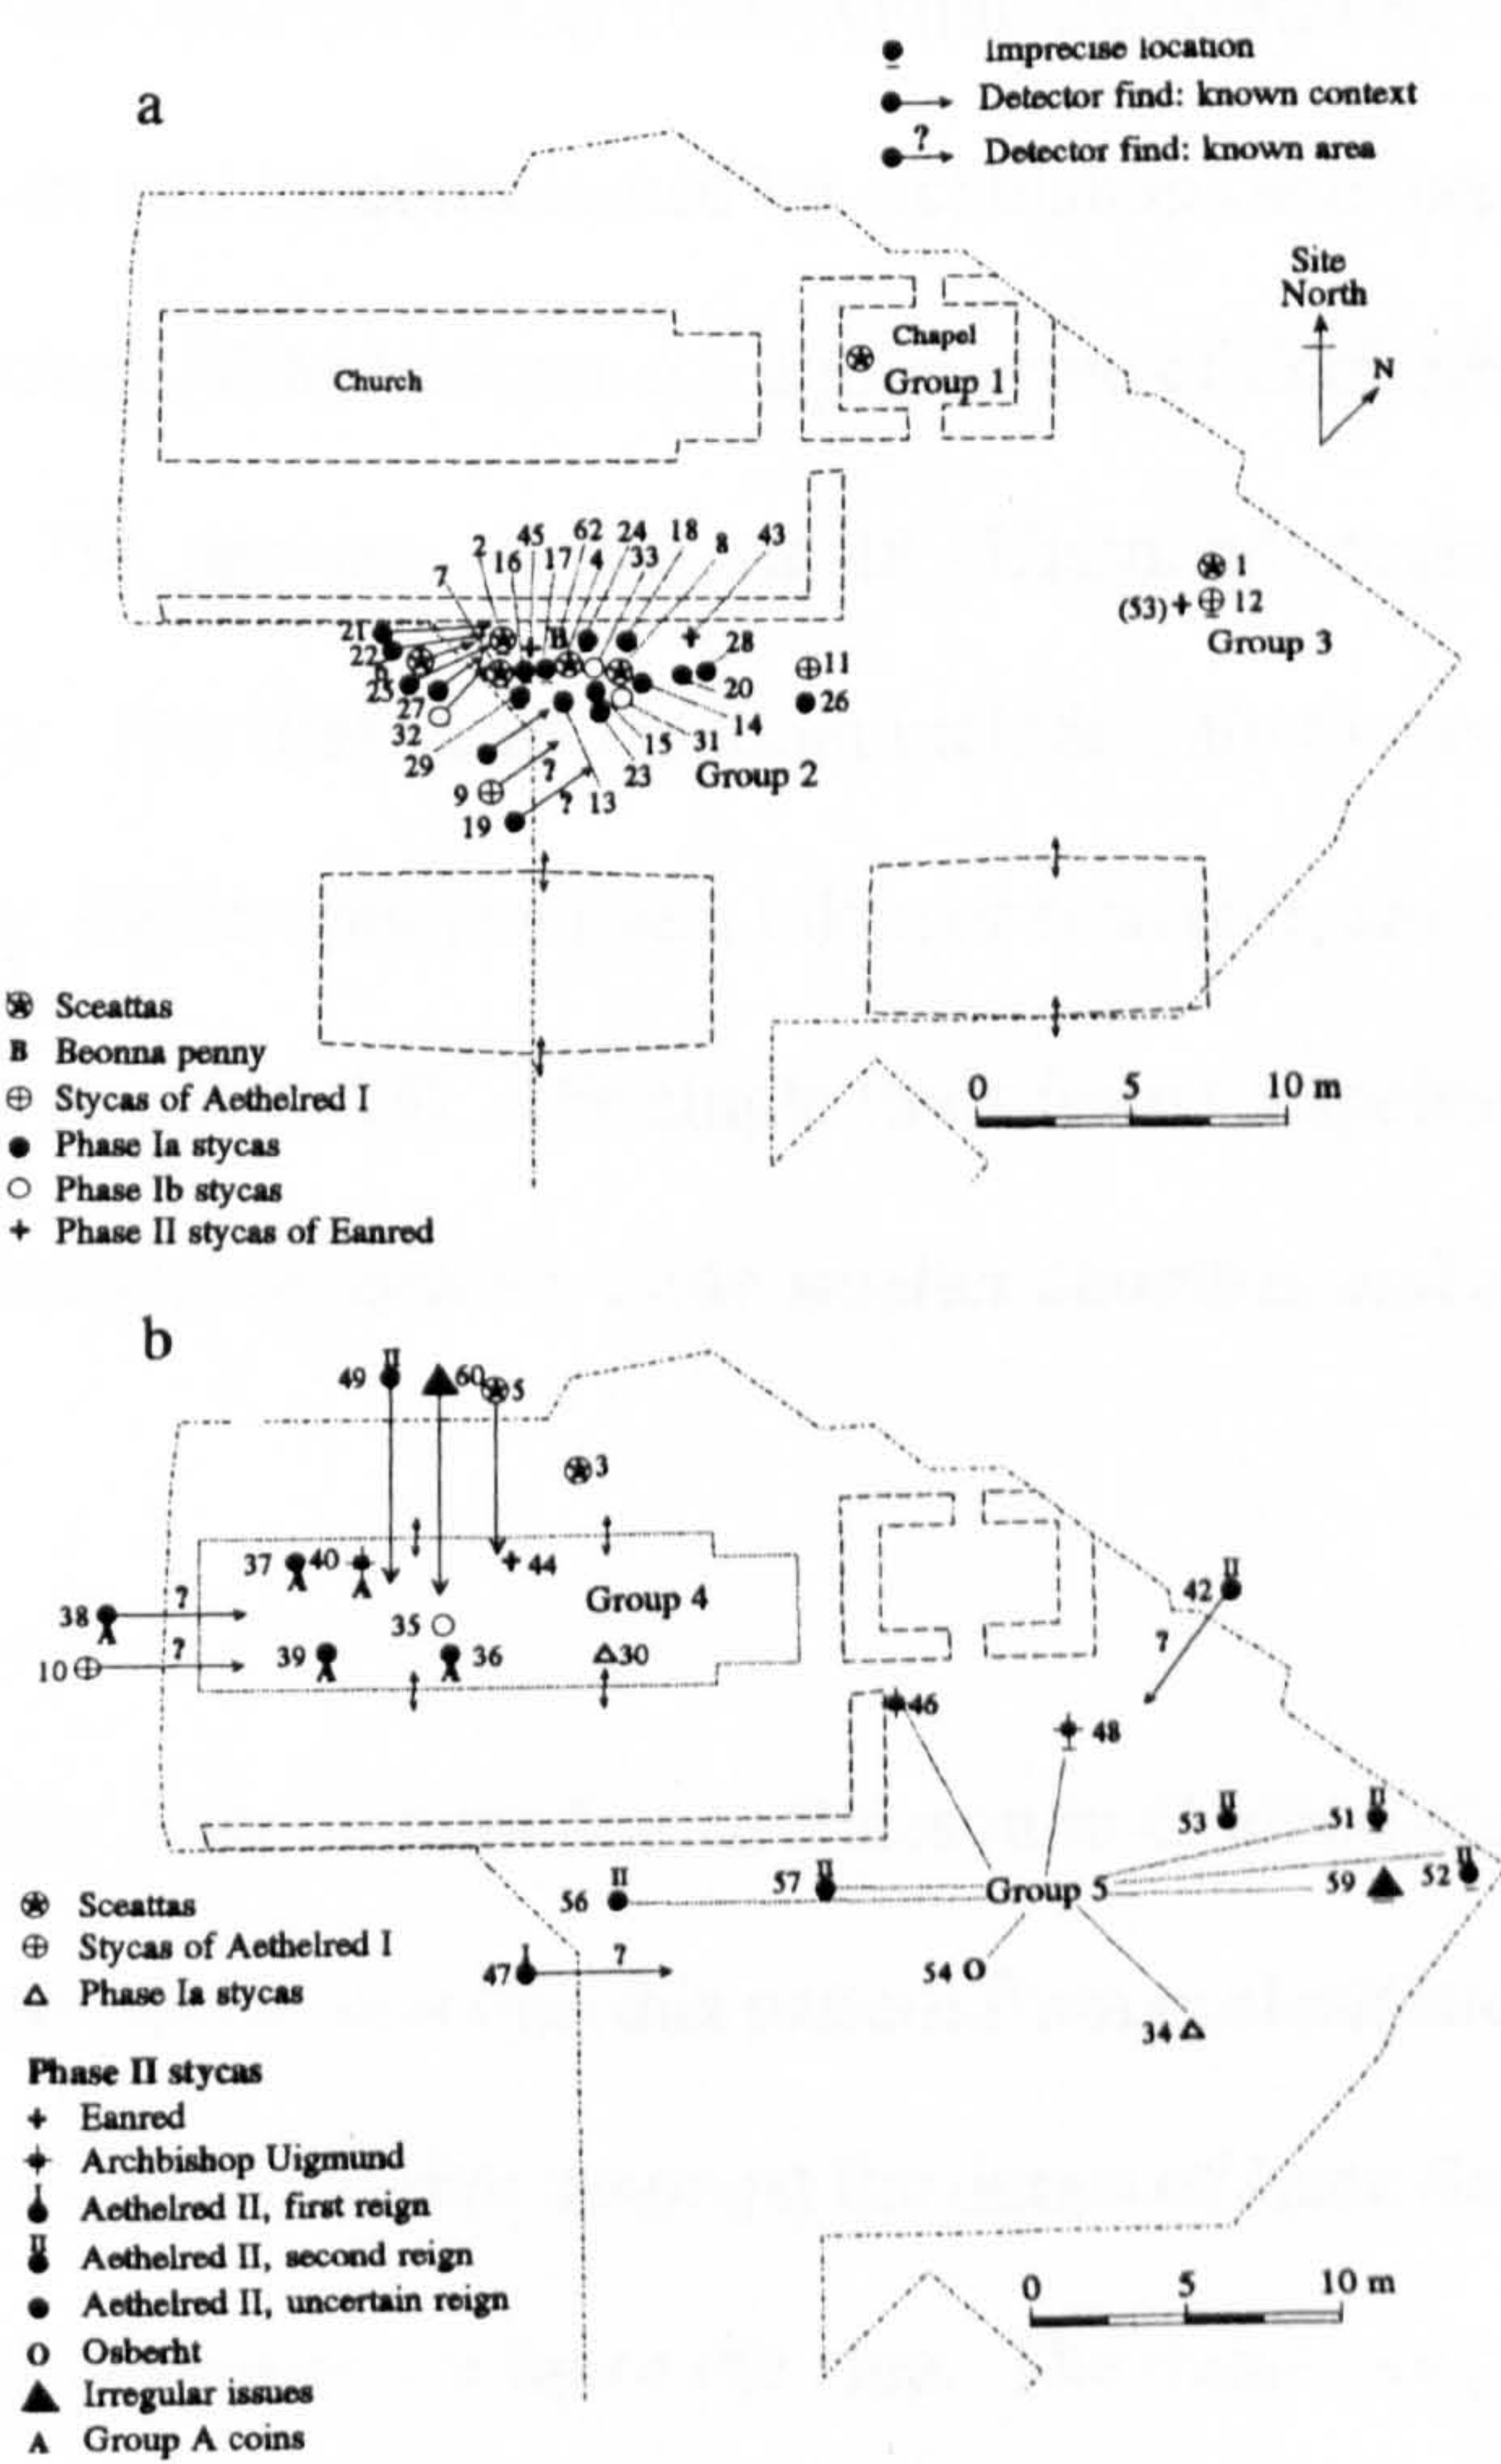 a
Imprecise location
Detector find: known context
?
Detector find: known area
Site
North
N
Chapel
Group 1
Church
2 45 62 24 18 43
7 16 17 4 33 8
1
(53) 12
Group 3
21
22
25
27
32
29
B
28
11
20
26
14
31
15
23
Group 2
?
9
13
?
19
Sceattas
B Beonna penny
Stycas of Aethelred I
Phase Ia stycas
Phase Ib stycas
Phase II stycas of Eanred
0 5 10 m
b
49 II 60 5
3
37 A 40 A 44
Group 4
38 A ?
35
10 ?
39 A 36 A 30
42 II
?
46
48
53 II 51 II
56 II 57 II Group 5 59 52 II
47 I ?
54 O
34
Sceattas
Stycas of Aethelred I
Phase Ia stycas
Phase II stycas
Eanred
Archbishop Uigmund
I Aethelred II, first reign
II Aethelred II, second reign
Aethelred II, uncertain reign
O Osberht
Irregular issues
A Group A coins
0 5 10 m